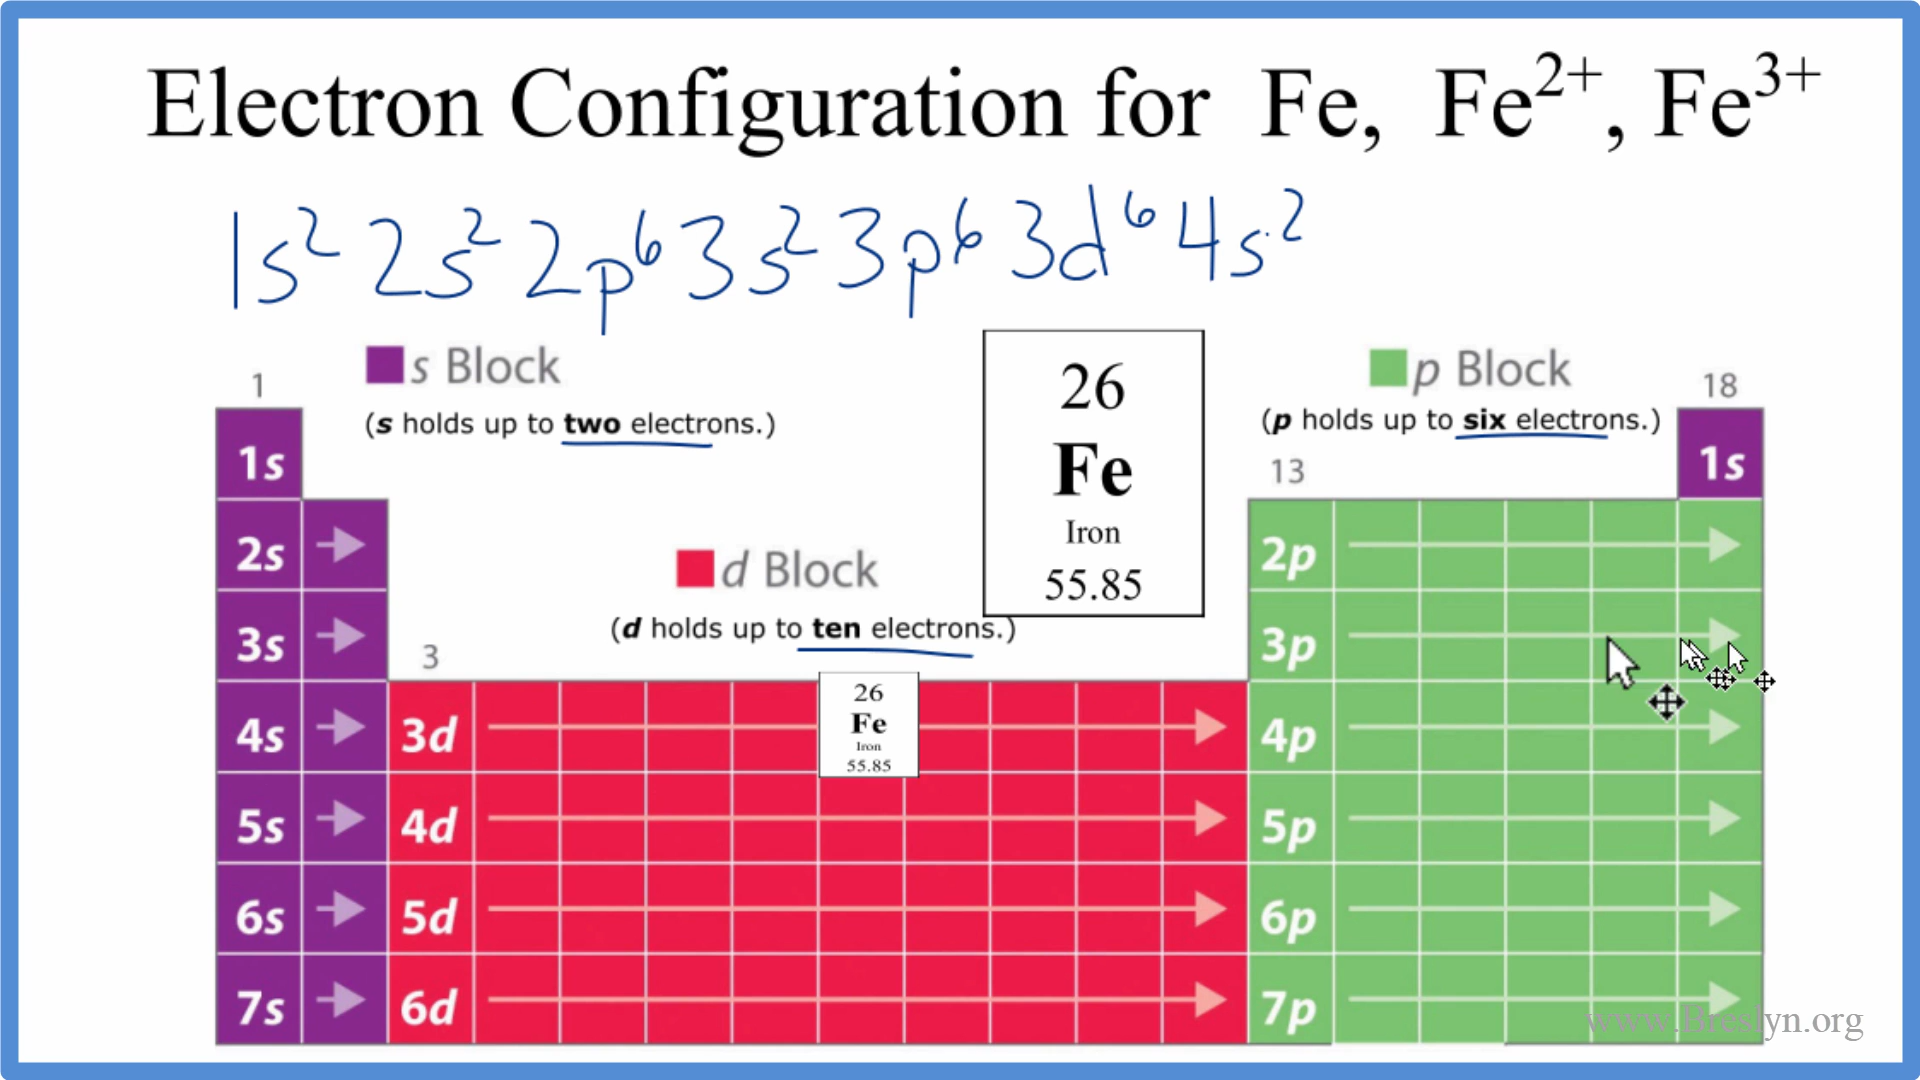 Electron Configuration for Fe, Fe²⁺, Fe³⁺
1s² 2s² 2p⁶ 3s² 3p⁶ 3d⁶ 4s²
s Block
(s holds up to two electrons.)
26
Fe
Iron
55.85
p Block
(p holds up to six electrons.)
1
18
13
1s
1s
2s
2p
d Block
(d holds up to ten electrons.)
3s
3
3p
4s
3d
26
Fe
Iron
55.85
4p
5s
4d
5p
6s
5d
6p
7s
6d
7p
www.Breslyn.org